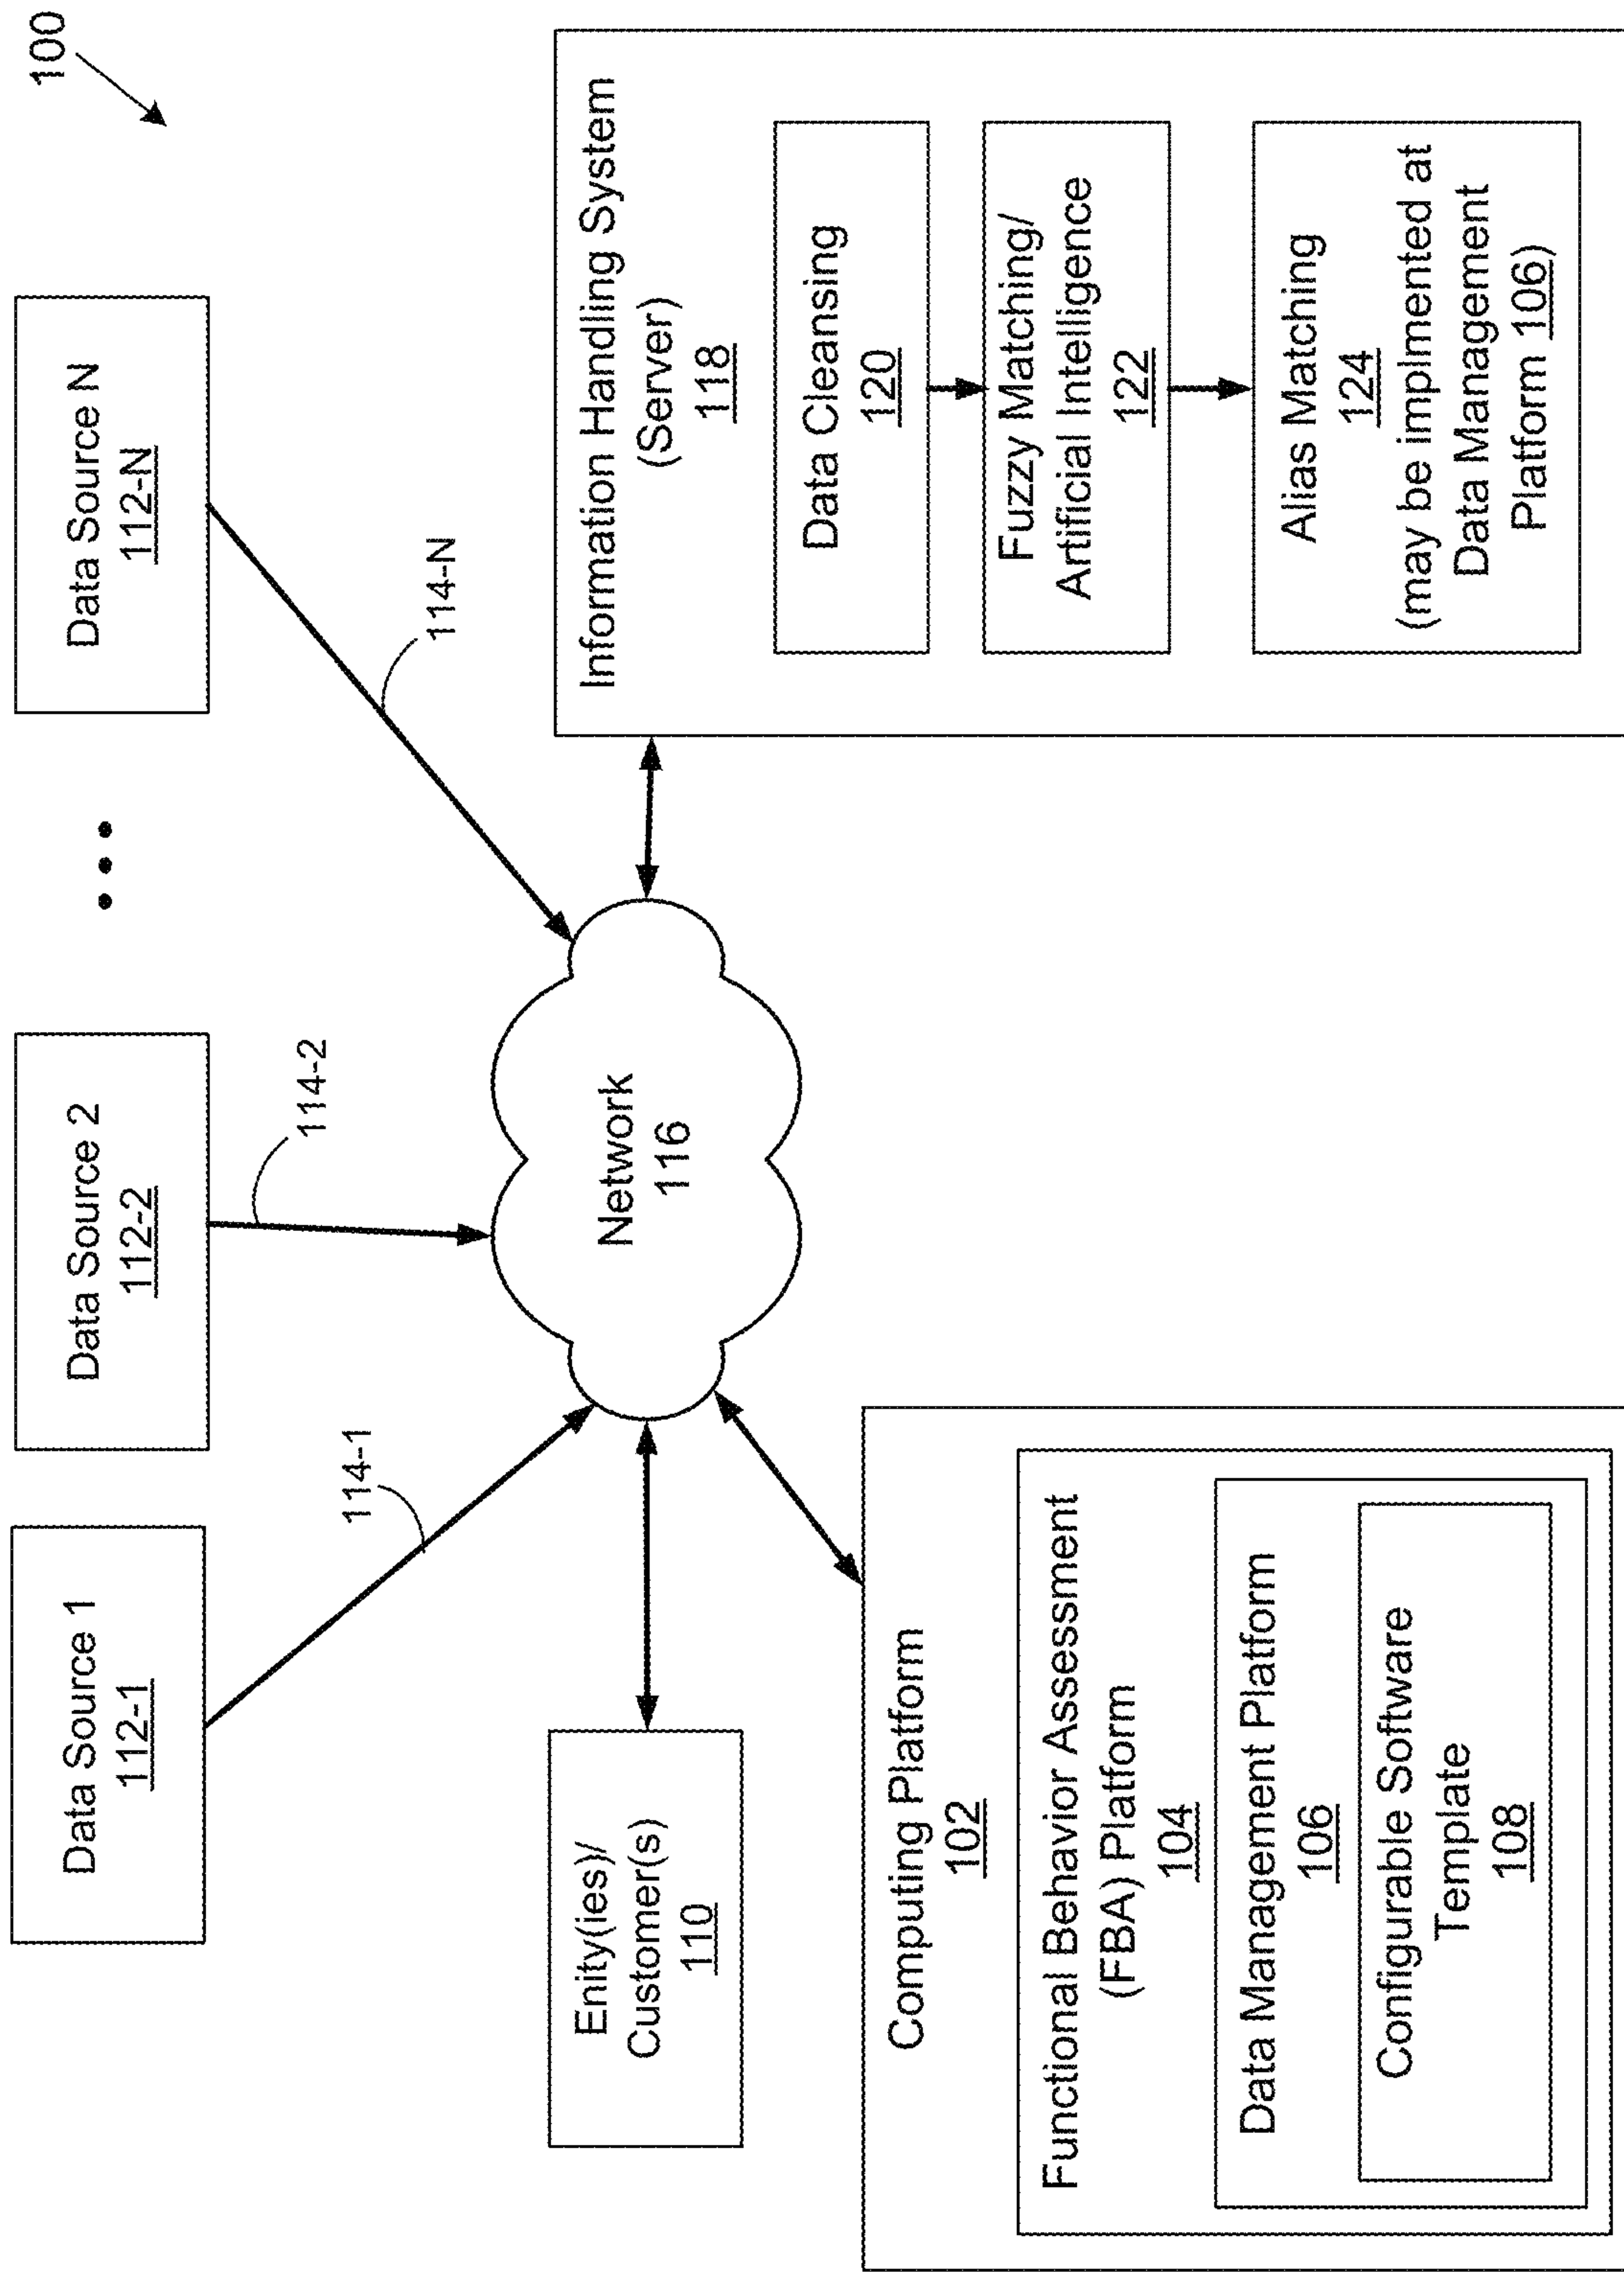 100
Data Source 1
112-1
Data Source 2
112-2
Data Source N
112-N
114-1
114-2
114-N
Enity(ies)/
Customer(s)
110
Network
116
Information Handling System
(Server)
118
Data Cleansing
120
Fuzzy Matching/
Artificial Intelligence
122
Alias Matching
124
(may be implmented at
Data Management
Platform 106)
Computing Platform
102
Functional Behavior Assessment
(FBA) Platform
104
Data Management Platform
106
Configurable Software
Template
108